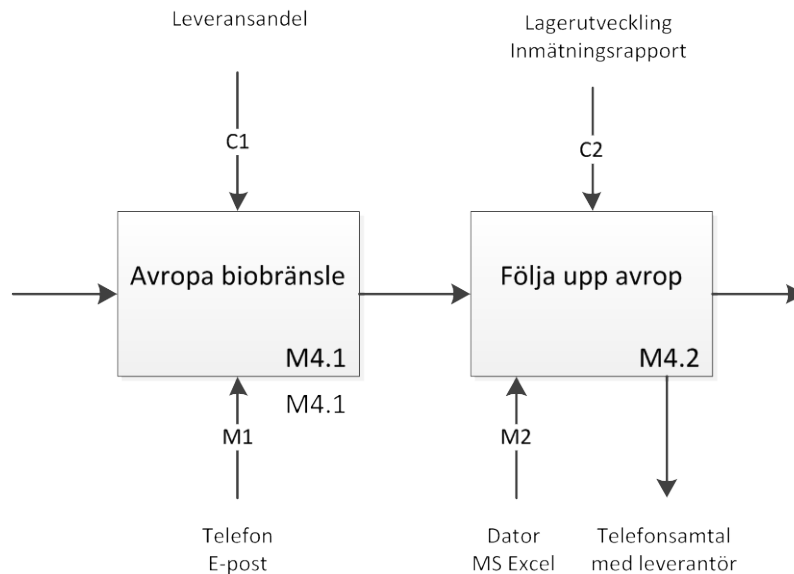 Leveransandel
Lagerutveckling
Inmätningsrapport
C1
C2
Avropa biobränsle
M4.1
Följa upp avrop
M4.2
M4.1
M1
M2
Telefon
E-post
Dator
MS Excel
Telefonsamtal
med leverantör